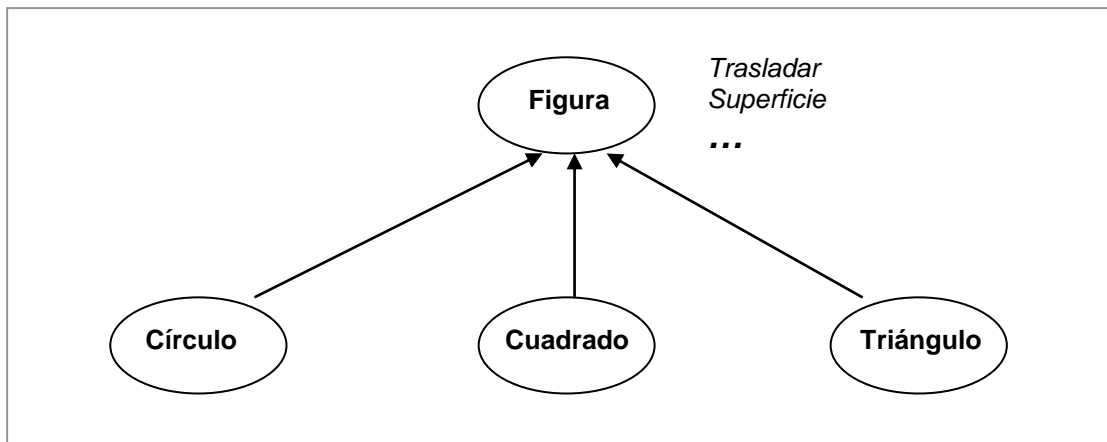 Trasladar
Figura
Superficie
...
Círculo
Cuadrado
Triángulo